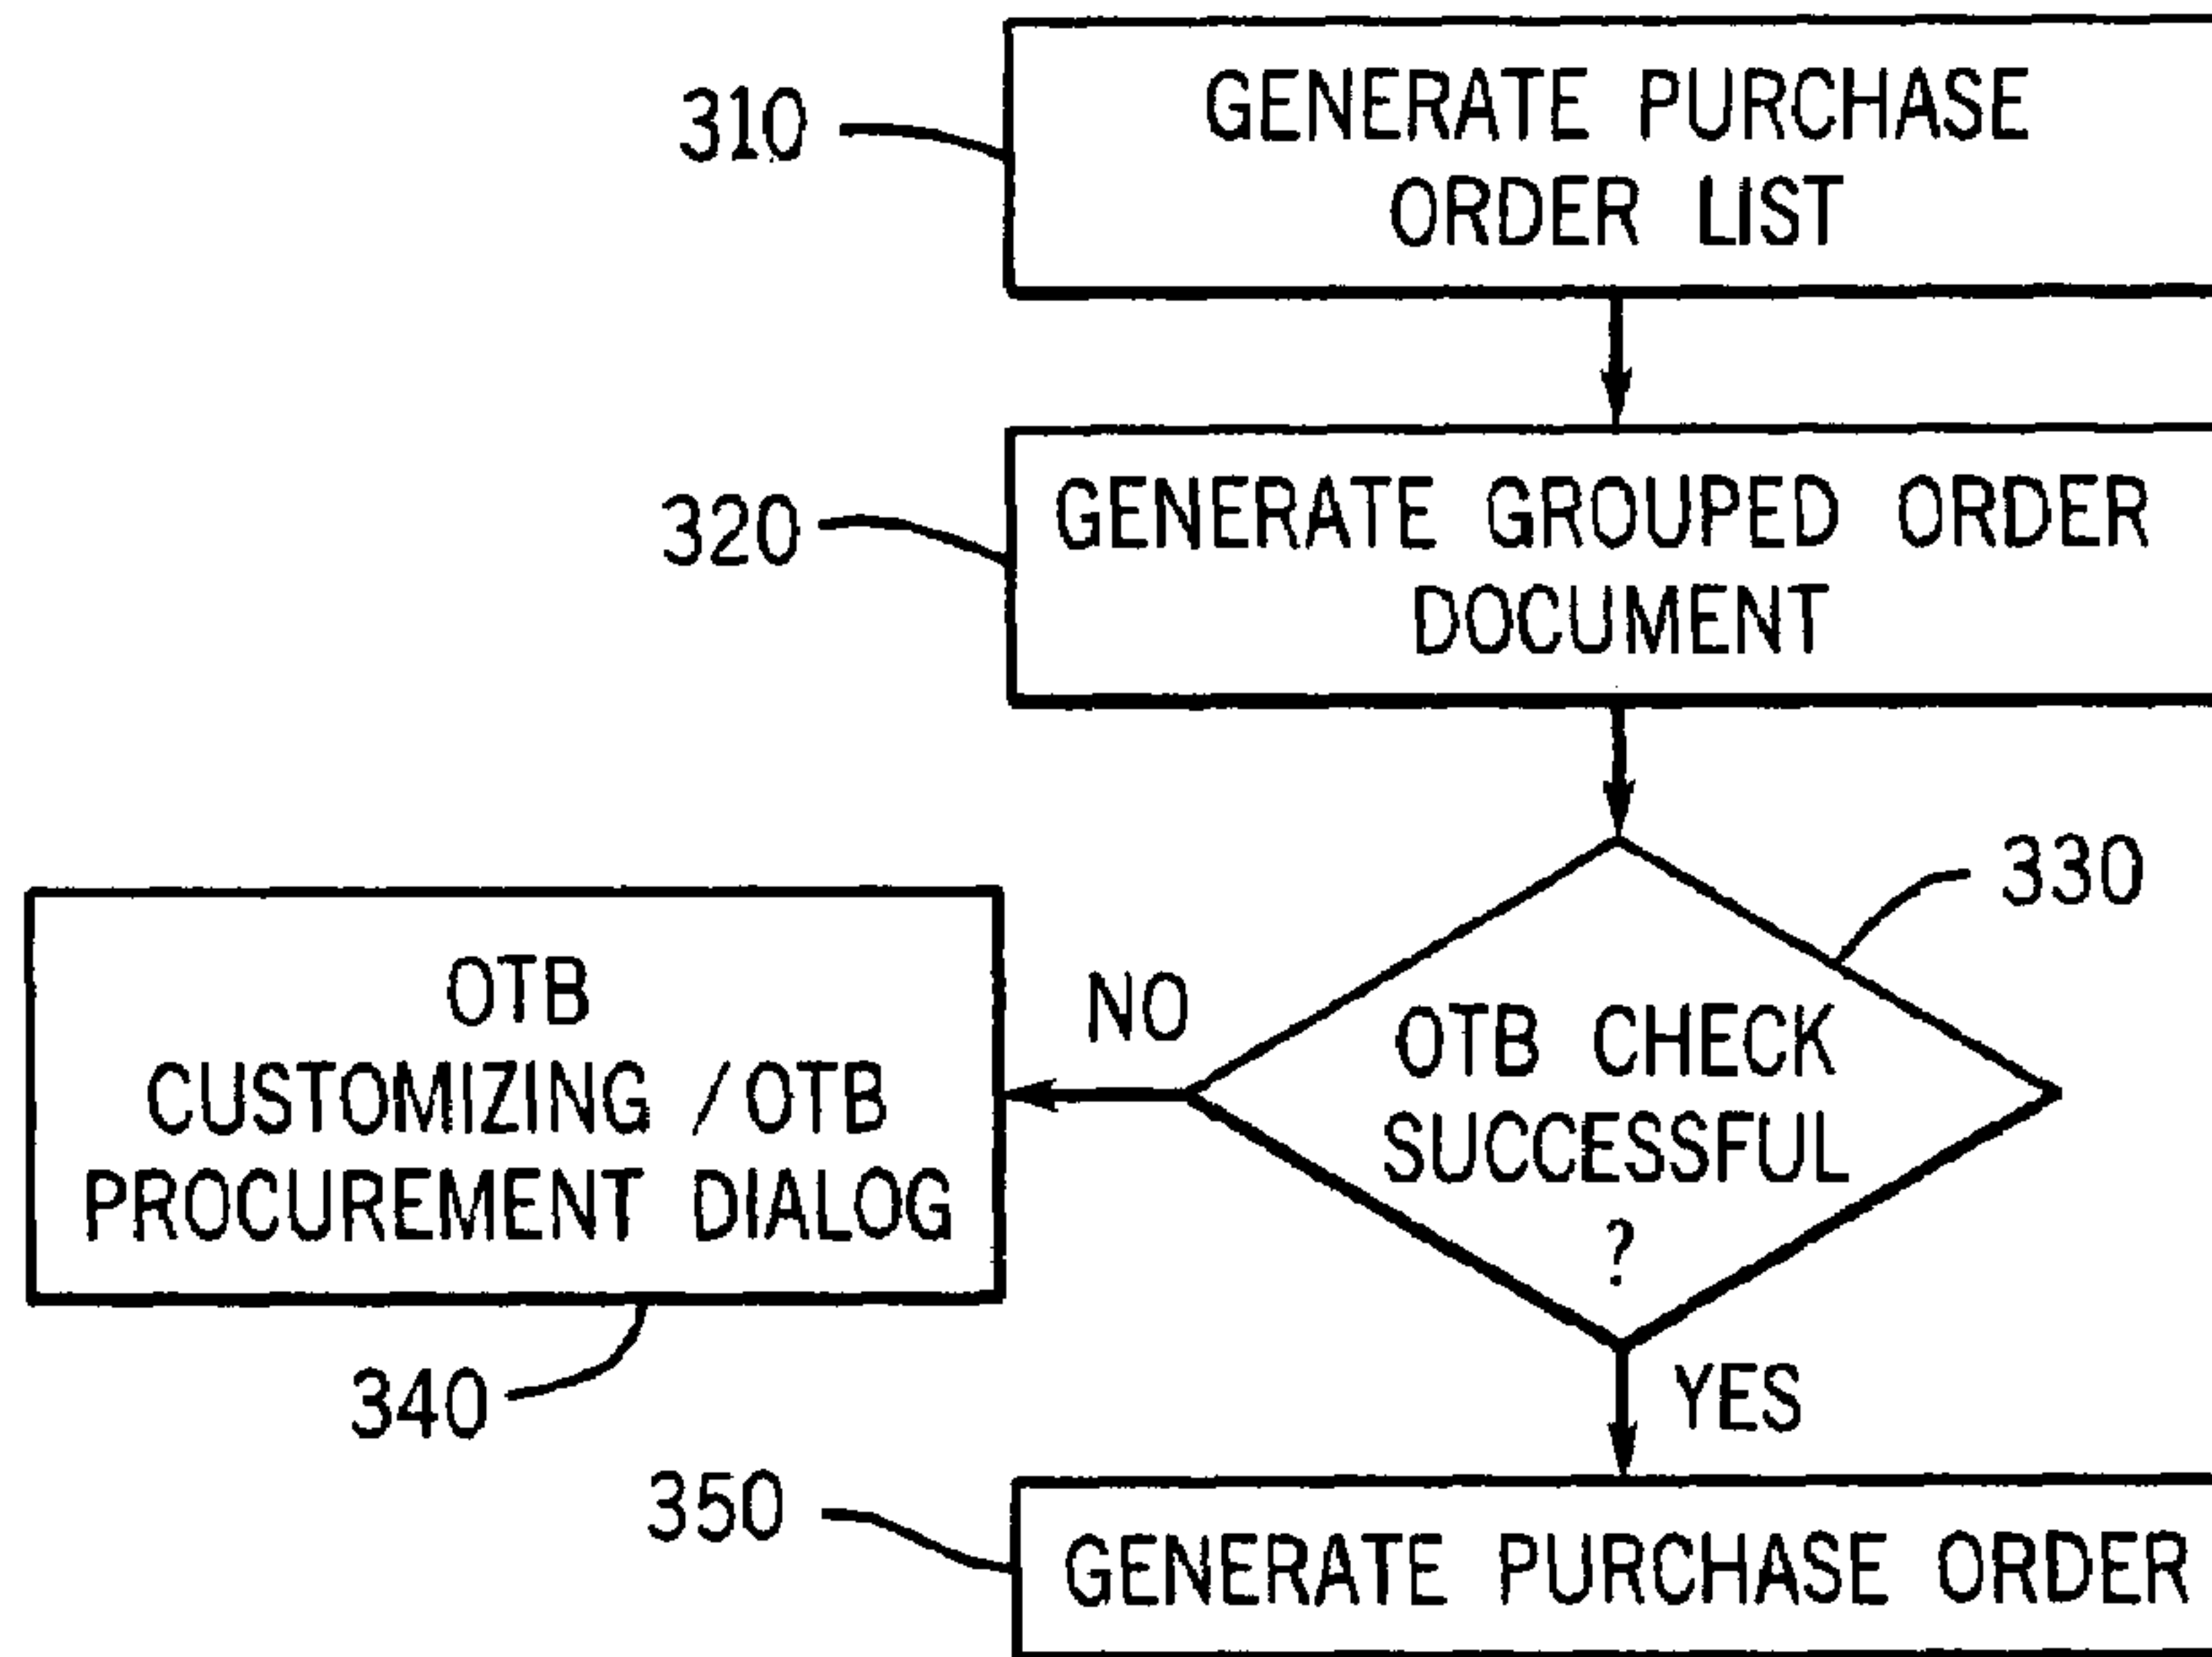 310
GENERATE PURCHASE
ORDER LIST
320
GENERATE GROUPED ORDER
DOCUMENT
330
OTB CHECK
SUCCESSFUL
?
NO
OTB
CUSTOMIZING / OTB
PROCUREMENT DIALOG
340
YES
350
GENERATE PURCHASE ORDER